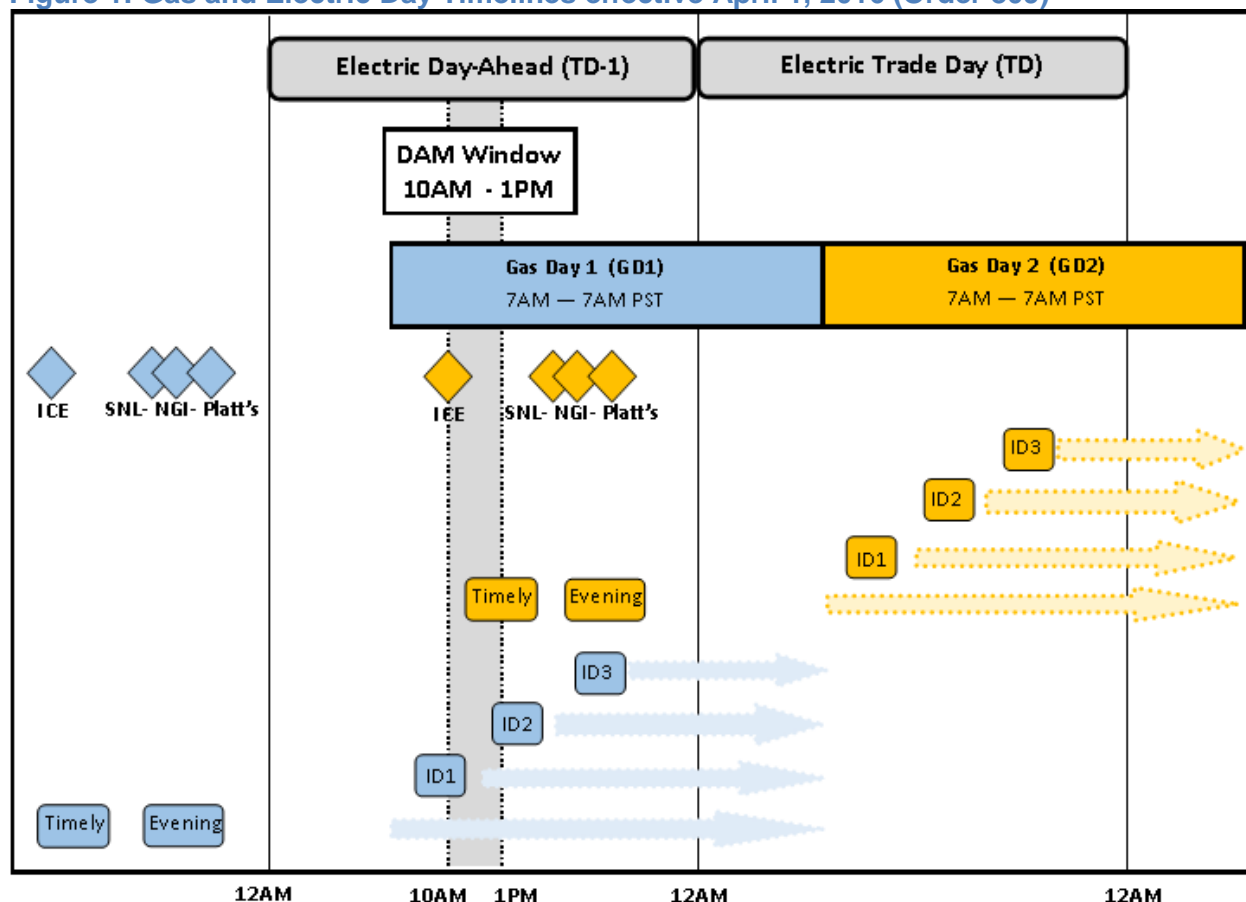 Electric Day-Ahead (TD-1)
Electric Trade Day (TD)
DAM Window
10AM - 1PM
Gas Day 1 (GD1)
7AM — 7AM PST
Gas Day 2 (GD2)
7AM — 7AM PST
ICE
SNL- NGI- Platt's
ICE
SNL- NGI- Platt's
ID3
ID2
ID1
Timely
Evening
ID3
ID2
ID1
Timely
Evening
12AM
10AM
1PM
12AM
12AM